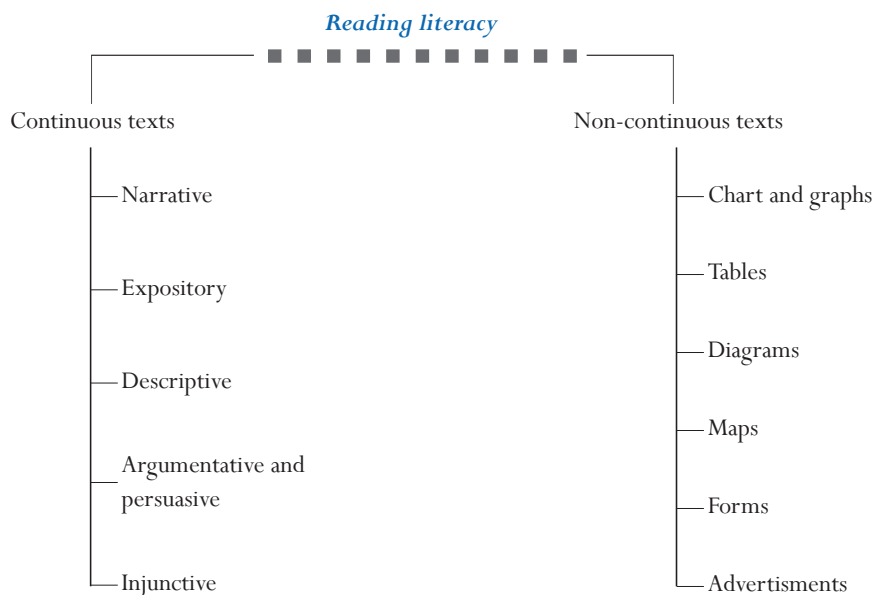 Reading literacy
Continuous texts
Narrative
Expository
Descriptive
Argumentative and
persuasive
Injunctive
Non-continuous texts
Chart and graphs
Tables
Diagrams
Maps
Forms
Advertisments